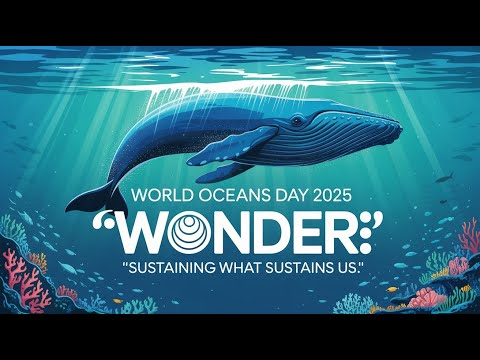 WORLD OCEANS DAY 2025
“WONDER:”
"SUSTAINING WHAT SUSTAINS US."